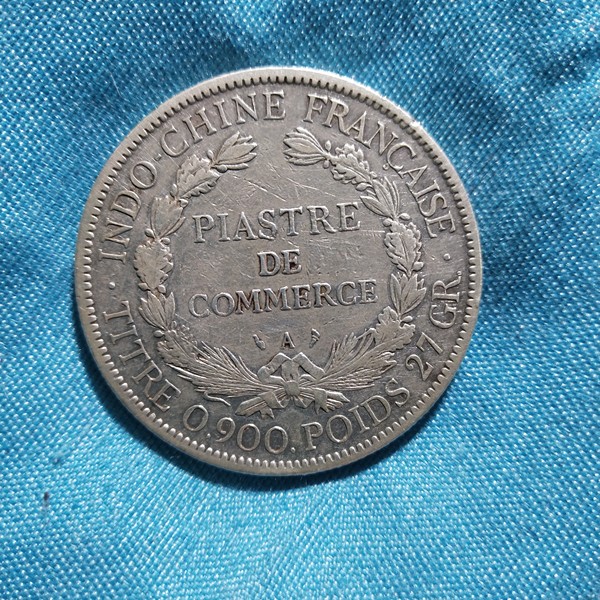 INDO-CHINE FRANÇAISE
PIASTRE
DE
COMMERCE
A
TITRE 0.900. POIDS 27 GR.